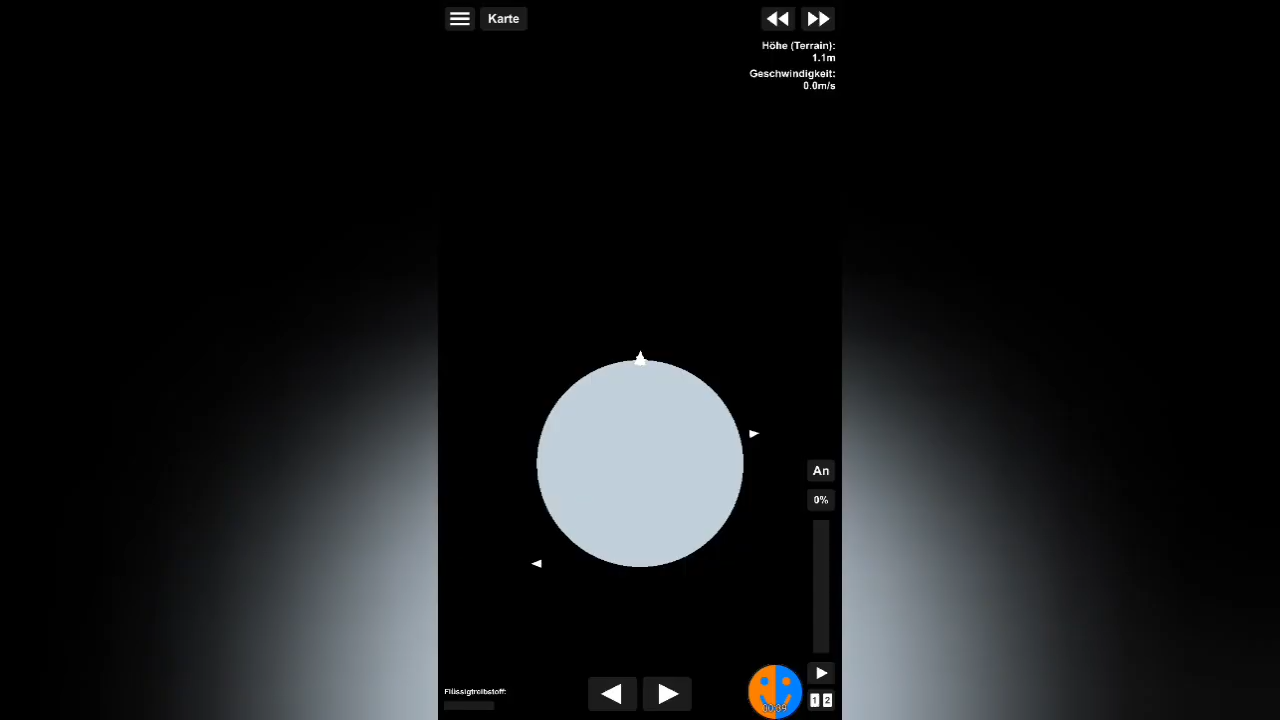 Karte
Höhe (Terrain):
1.1m
Geschwindigkeit:
0.0m/s
An
0%
Flüssigtreibstoff:
1 2